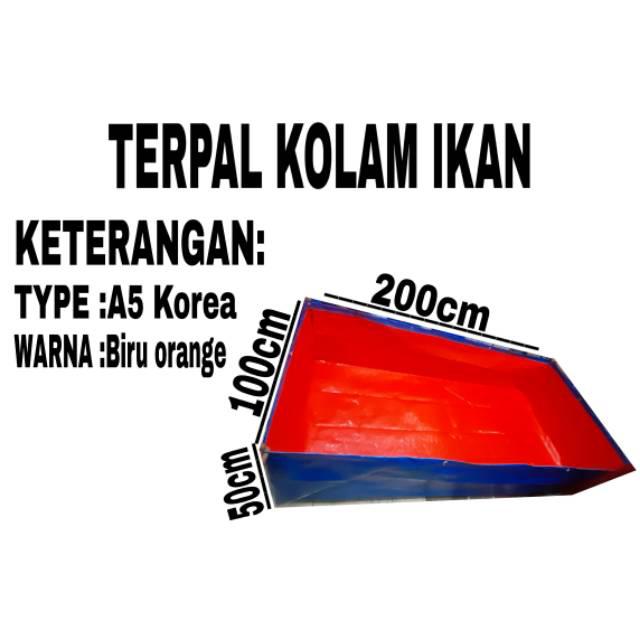 TERPAL KOLAM IKAN
KETERANGAN:
TYPE :A5 Korea
WARNA :Biru orange
200cm
100cm
50cm